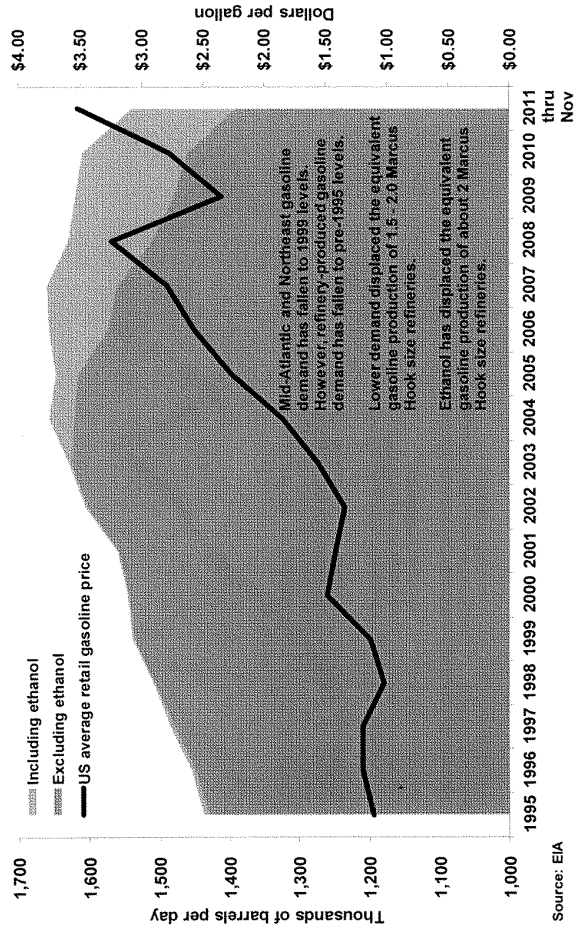 Thousands of barrels per day
1,700
1,600
1,500
1,400
1,300
1,200
1,100
1,000
Including ethanol
Excluding ethanol
US average retail gasoline price
Mid-Atlantic and Northeast gasoline
demand has fallen to 1999 levels.
However, refinery-produced gasoline
demand has fallen to pre-1995 levels.
Lower demand displaced the equivalent
gasoline production of 1.5 - 2.0 Marcus
Hook size refineries.
Ethanol has displaced the equivalent
gasoline production of about 2 Marcus
Hook size refineries.
Dollars per gallon
$4.00
$3.50
$3.00
$2.50
$2.00
$1.50
$1.00
$0.50
$0.00
1995 1996 1997 1998 1999 2000 2001 2002 2003 2004 2005 2006 2007 2008 2009 2010 2011
thru
Nov
Source: EIA